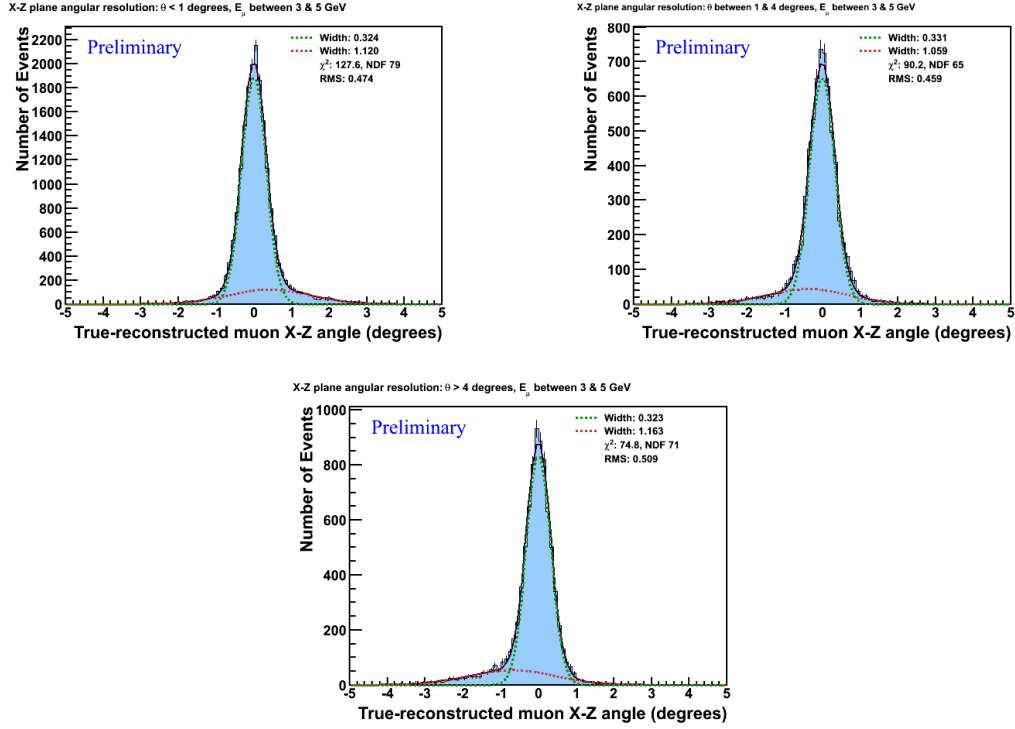 X-Z plane angular resolution: θ < 1 degrees, Eμ between 3 & 5 GeV
Preliminary
Width: 0.324
Width: 1.120
χ²: 127.6, NDF 79
RMS: 0.474
Number of Events
2200
2000
1800
1600
1400
1200
1000
800
600
400
200
0
-5 -4 -3 -2 -1 0 1 2 3 4 5
True-reconstructed muon X-Z angle (degrees)
X-Z plane angular resolution: θ between 1 & 4 degrees, Eμ between 3 & 5 GeV
Preliminary
Width: 0.331
Width: 1.059
χ²: 90.2, NDF 65
RMS: 0.459
Number of Events
800
700
600
500
400
300
200
100
0
-5 -4 -3 -2 -1 0 1 2 3 4 5
True-reconstructed muon X-Z angle (degrees)
X-Z plane angular resolution: θ > 4 degrees, Eμ between 3 & 5 GeV
Preliminary
Width: 0.323
Width: 1.163
χ²: 74.8, NDF 71
RMS: 0.509
Number of Events
1000
800
600
400
200
0
-5 -4 -3 -2 -1 0 1 2 3 4 5
True-reconstructed muon X-Z angle (degrees)